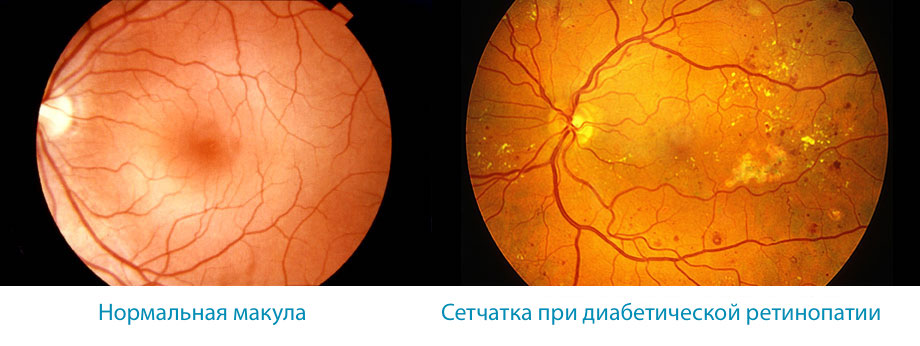 Нормальная макула
Сетчатка при диабетической ретинопатии